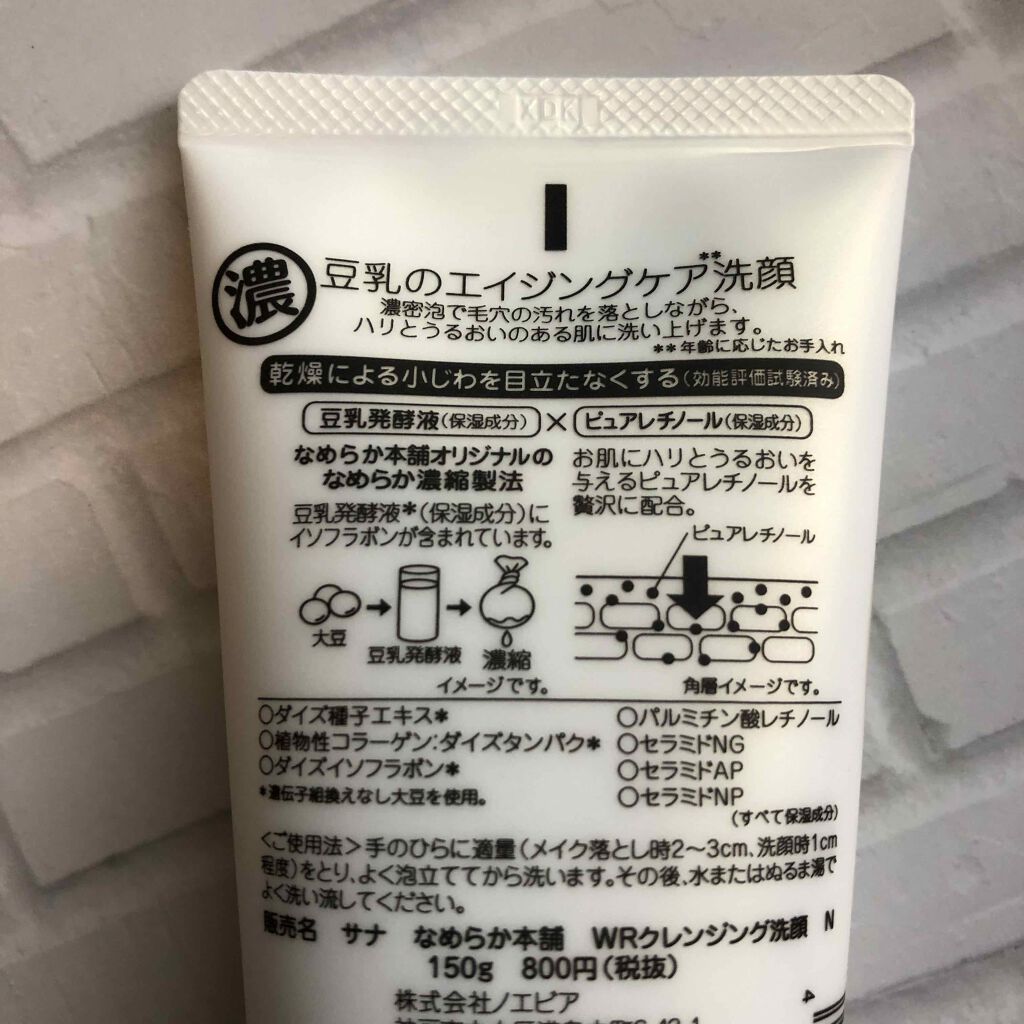 XDK
濃
豆乳のエイジングケア**洗顔
濃密泡で毛穴の汚れを落としながら、
ハリとうるおいのある肌に洗い上げます。
**年齢に応じたお手入れ
乾燥による小じわを目立たなくする(効能評価試験済み)
豆乳発酵液(保湿成分)×ピュアレチノール(保湿成分)
なめらか本舗オリジナルの
なめらか濃縮製法
豆乳発酵液*(保湿成分)に
イソフラボンが含まれています。
大豆
豆乳発酵液
濃縮
イメージです。
お肌にハリとうるおいを
与えるピュアレチノールを
贅沢に配合。
ピュアレチノール
角層イメージです。
○ダイズ種子エキス*
○植物性コラーゲン:ダイズタンパク*
○ダイズイソフラボン*
*遺伝子組換えなし大豆を使用。
○パルミチン酸レチノール
○セラミドNG
○セラミドAP
○セラミドNP
(すべて保湿成分)
<ご使用法>手のひらに適量(メイク落とし時2〜3cm、洗顔時1cm
程度)をとり、よく泡立ててから洗います。その後、水またはぬるま湯で
よく洗い流してください。
販売名 サナ なめらか本舗 WRクレンジング洗顔 N
150g 800円(税抜)
株式会社ノエビア
4